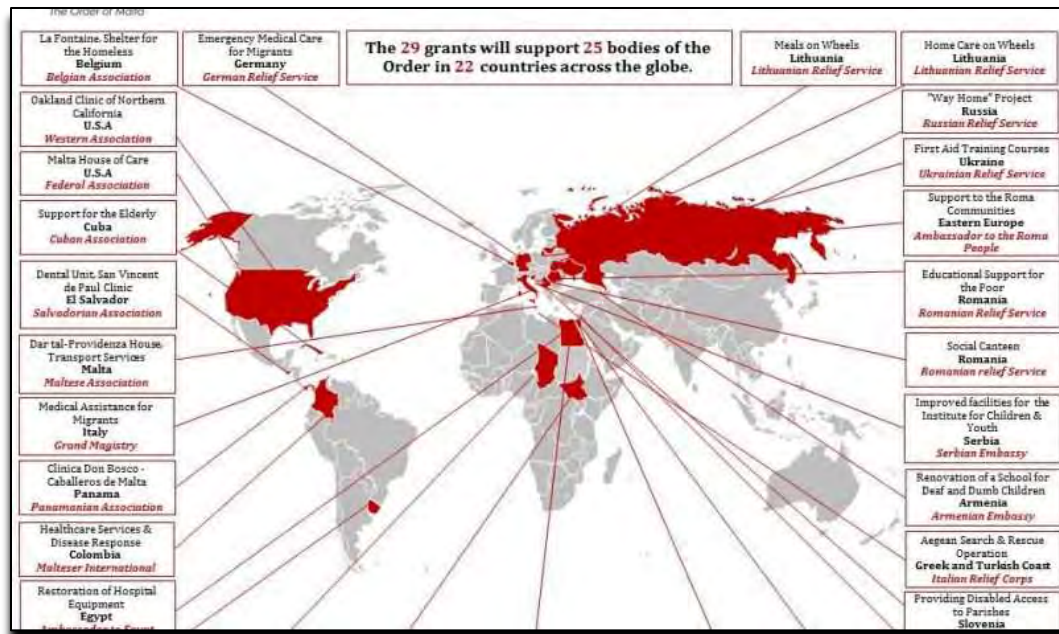 The Order of Malta
La Fontaine, Shelter for
the Homeless
Belgium
Belgian Association
Emergency Medical Care
for Migrants
Germany
German Relief Service
The 29 grants will support 25 bodies of the
Order in 22 countries across the globe.
Meals on Wheels
Lithuania
Lithuanian Relief Service
Home Care on Wheels
Lithuania
Lithuanian Relief Service
Oakland Clinic of Northern
California
U.S.A
Western Association
Malta House of Care
U.S.A
Federal Association
Support for the Elderly
Cuba
Cuban Association
Dental Unit, San Vincent
de Paul Clinic
El Salvador
Salvadorian Association
Dar tal-Providenza House,
Transport Services
Malta
Maltese Association
Medical Assistance for
Migrants
Italy
Grand Magistry
Clinica Don Bosco -
Caballeros de Malta
Panama
Panamanian Association
Healthcare Services &
Disease Response
Colombia
Malteser International
Restoration of Hospital
Equipment
Egypt
Ambassador to Egypt
"Way Home" Project
Russia
Russian Relief Service
First Aid Training Courses
Ukraine
Ukrainian Relief Service
Support to the Roma
Communities
Eastern Europe
Ambassador to the Roma
People
Educational Support for
the Poor
Romania
Romanian Relief Service
Social Canteen
Romania
Romanian relief Service
Improved facilities for the
Institute for Children &
Youth
Serbia
Serbian Embassy
Renovation of a School for
Deaf and Dumb Children
Armenia
Armenian Embassy
Aegean Search & Rescue
Operation
Greek and Turkish Coast
Italian Relief Corps
Providing Disabled Access
to Parishes
Slovenia